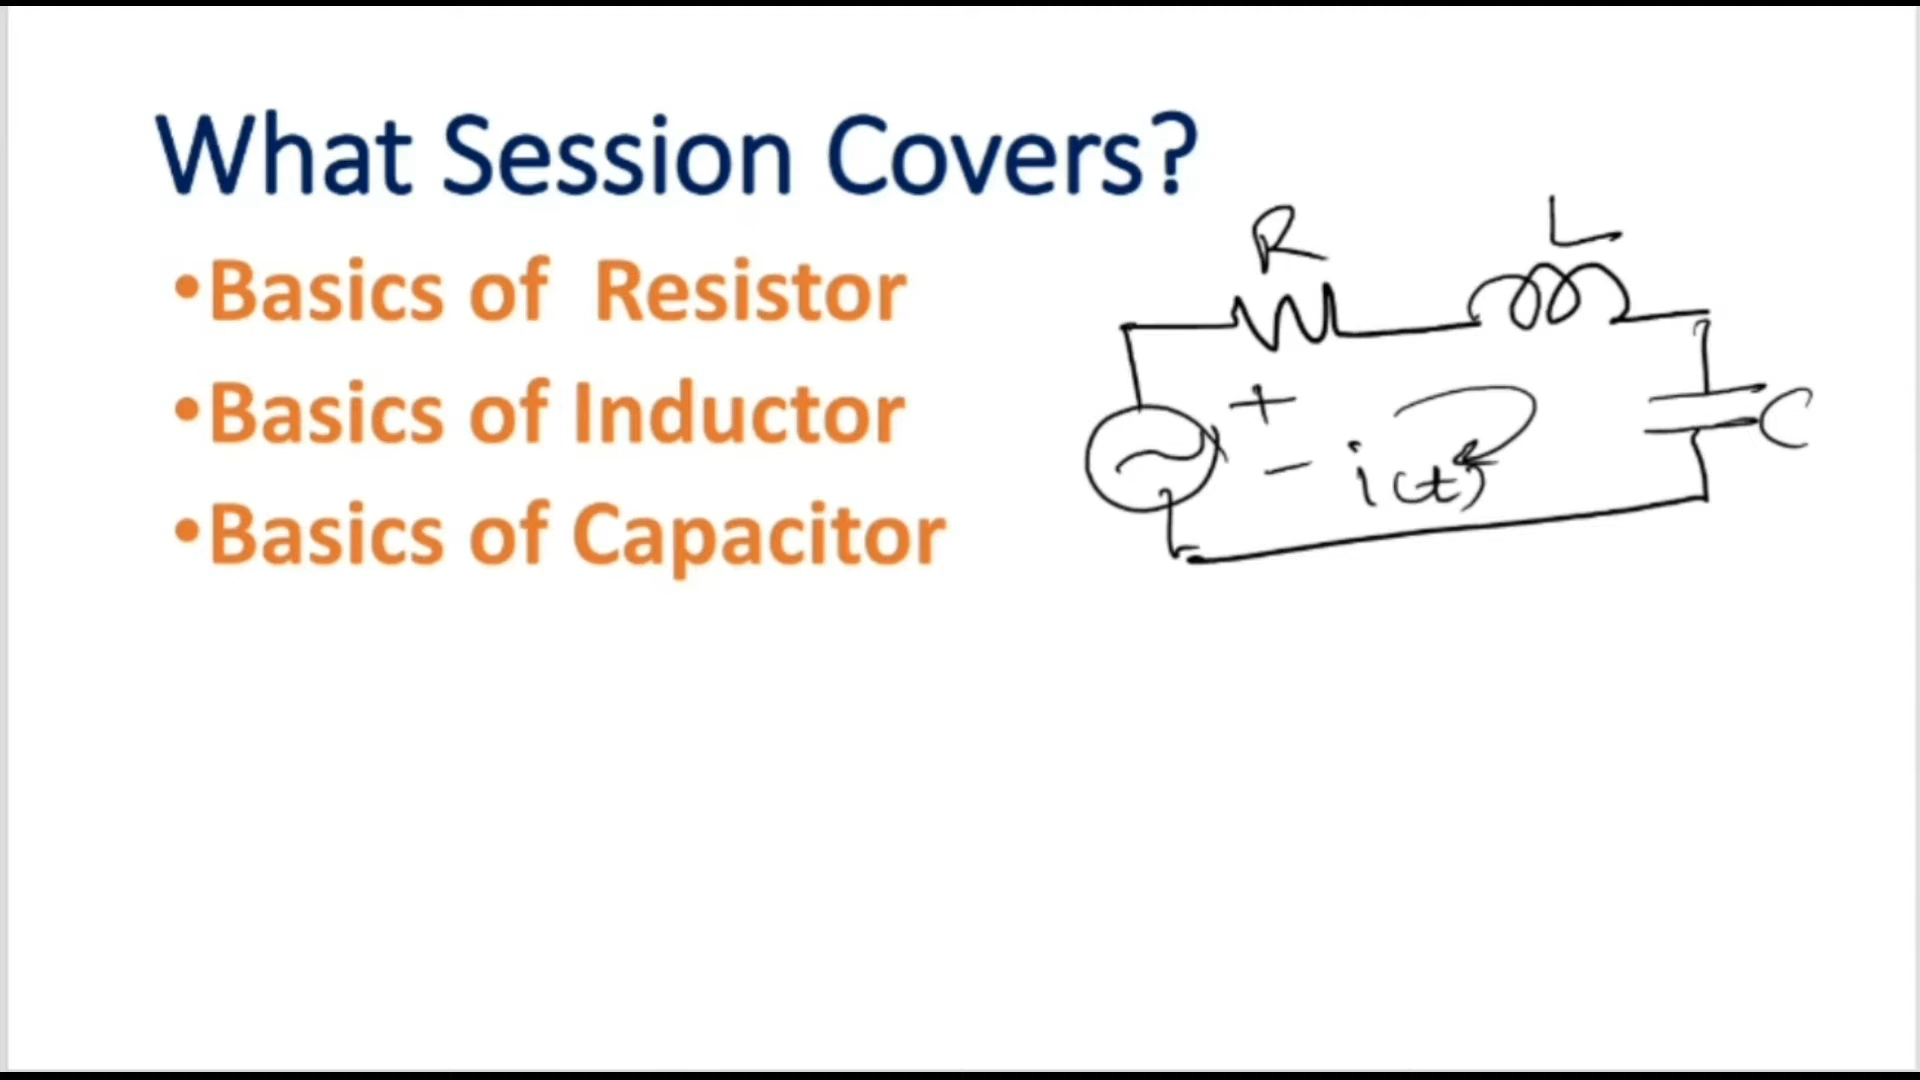 What Session Covers?
•Basics of Resistor
•Basics of Inductor
•Basics of Capacitor
R
L
+
-
i(t)
C